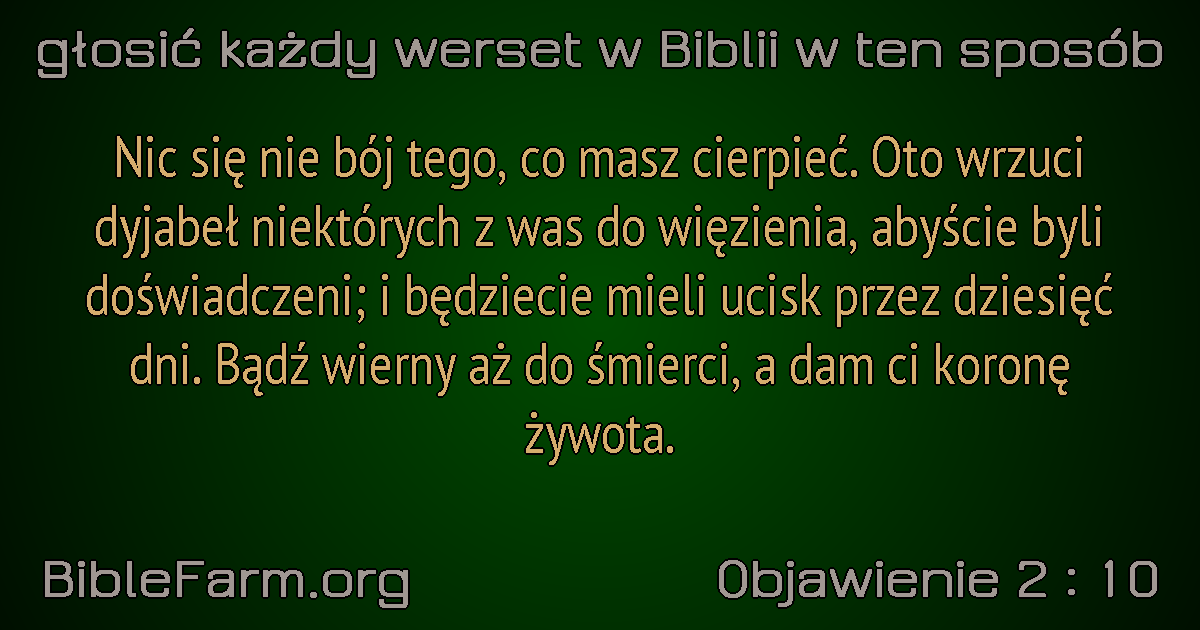 głosić każdy werset w Biblii w ten sposób
Nic się nie bój tego, co masz cierpieć. Oto wrzuci
dyjabeł niektórych z was do więzienia, abyście byli
doświadczeni; i będziecie mieli ucisk przez dziesięć
dni. Bądź wierny aż do śmierci, a dam ci koronę
żywota.
BibleFarm.org
Objawienie 2 : 10